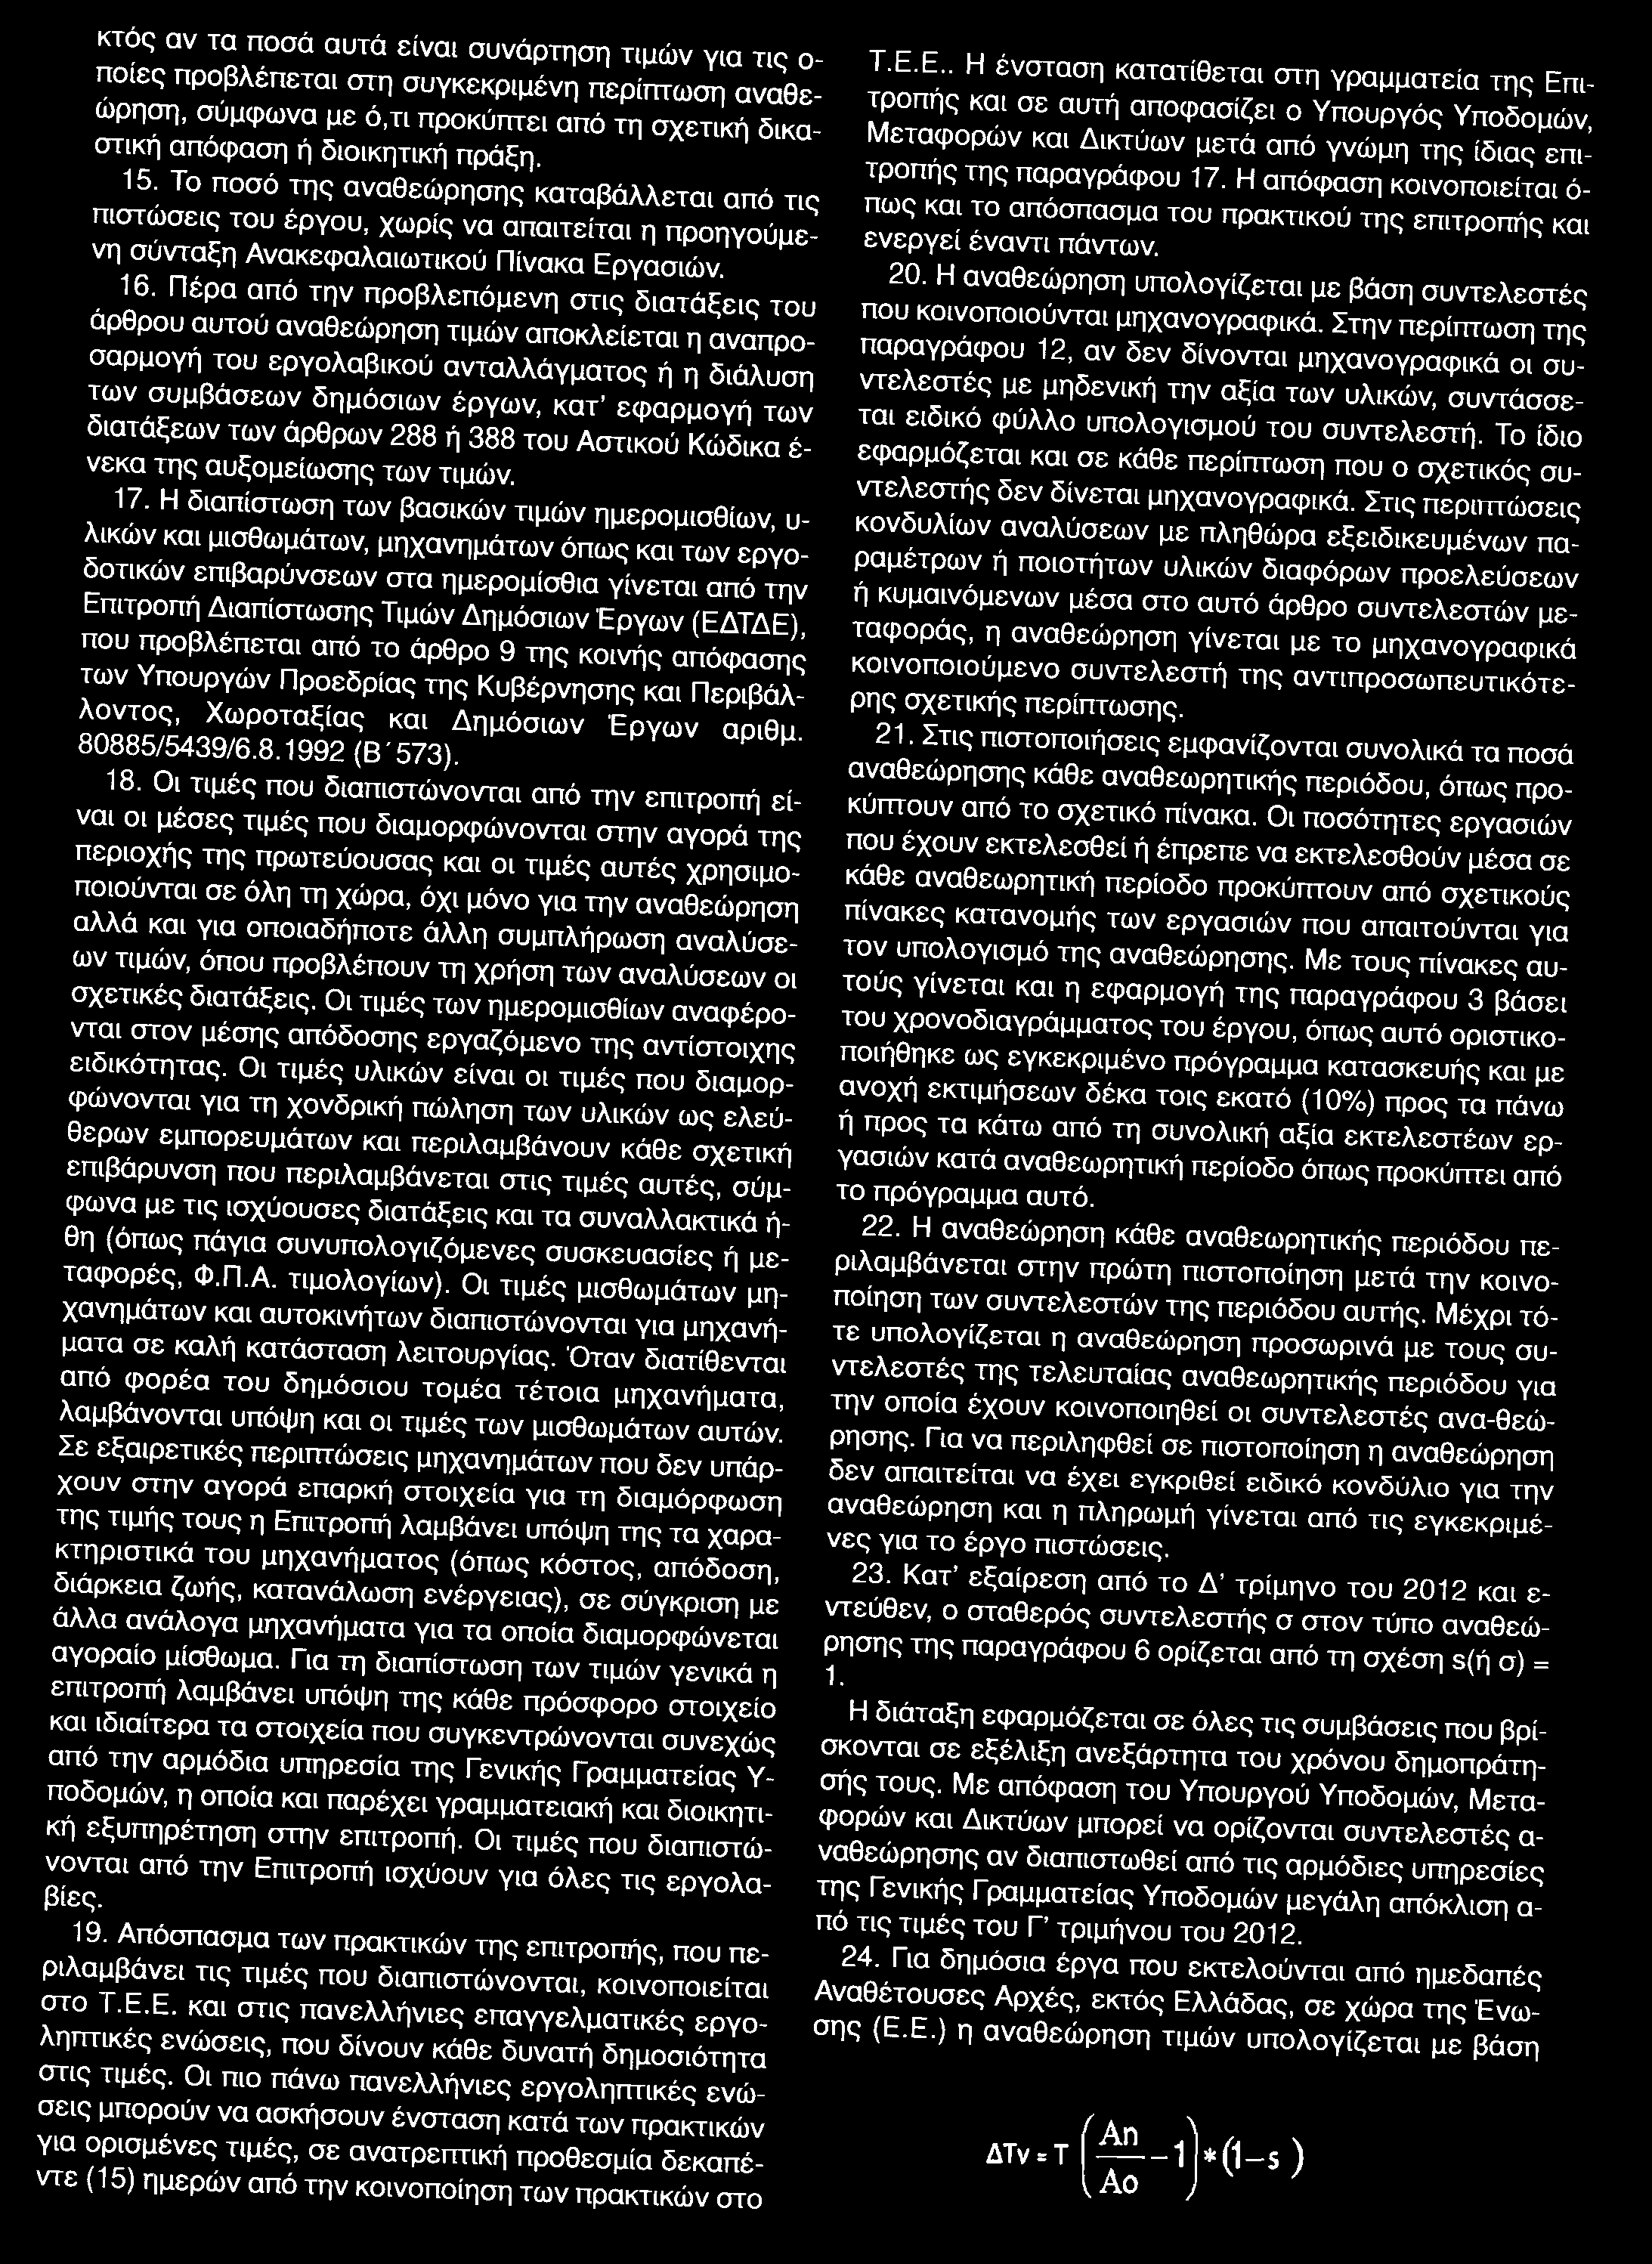 κτός αν τα ποσά αυτά είναι συνάρτηση τιμών για τις ο-
ποίες προβλέπεται στη συγκεκριμένη περίπτωση αναθε-
ώρηση, σύμφωνα με ό,τι προκύπτει από τη σχετική δικα-
στική απόφαση ή διοικητική πράξη.
15. Το ποσό της αναθεώρησης καταβάλλεται από τις
πιστώσεις του έργου, χωρίς να απαιτείται η προηγούμε-
νη σύνταξη Ανακεφαλαιωτικού Πίνακα Εργασιών.
16. Πέρα από την προβλεπόμενη στις διατάξεις του
άρθρου αυτού αναθεώρηση τιμών αποκλείεται η αναπρο-
σαρμογή του εργολαβικού ανταλλάγματος ή η διάλυση
των συμβάσεων δημόσιων έργων, κατ’ εφαρμογή των
διατάξεων των άρθρων 288 ή 388 του Αστικού Κώδικα έ-
νεκα της αυξομείωσης των τιμών.
17. Η διαπίστωση των βασικών τιμών ημερομισθίων, υ-
λικών και μισθωμάτων, μηχανημάτων όπως και των εργο-
δοτικών επιβαρύνσεων στα ημερομίσθια γίνεται από την
Επιτροπή Διαπίστωσης Τιμών Δημόσιων Έργων (ΕΔΤΔΕ),
που προβλέπεται από το άρθρο 9 της κοινής απόφασης
των Υπουργών Προεδρίας της Κυβέρνησης και Περιβάλ-
λοντος, Χωροταξίας και Δημόσιων Έργων αριθμ.
80885/5439/6.8.1992 (Β΄573).
18. Οι τιμές που διαπιστώνονται από την επιτροπή εί-
ναι οι μέσες τιμές που διαμορφώνονται στην αγορά της
περιοχής της πρωτεύουσας και οι τιμές αυτές χρησιμο-
ποιούνται σε όλη τη χώρα, όχι μόνο για την αναθεώρηση
αλλά και για οποιαδήποτε άλλη συμπλήρωση αναλύσε-
ων τιμών, όπου προβλέπουν τη χρήση των αναλύσεων οι
σχετικές διατάξεις. Οι τιμές των ημερομισθίων αναφέρο-
νται στον μέσης απόδοσης εργαζόμενο της αντίστοιχης
ειδικότητας. Οι τιμές υλικών είναι οι τιμές που διαμορ-
φώνονται για τη χονδρική πώληση των υλικών ως ελεύ-
θερων εμπορευμάτων και περιλαμβάνουν κάθε σχετική
επιβάρυνση που περιλαμβάνεται στις τιμές αυτές, σύμ-
φωνα με τις ισχύουσες διατάξεις και τα συναλλακτικά ή-
θη (όπως πάγια συνυπολογιζόμενες συσκευασίες ή με-
ταφορές, Φ.Π.Α. τιμολογίων). Οι τιμές μισθωμάτων μη-
χανημάτων και αυτοκινήτων διαπιστώνονται για μηχανή-
ματα σε καλή κατάσταση λειτουργίας. Όταν διατίθενται
από φορέα του δημόσιου τομέα τέτοια μηχανήματα,
λαμβάνονται υπόψη και οι τιμές των μισθωμάτων αυτών.
Σε εξαιρετικές περιπτώσεις μηχανημάτων που δεν υπάρ-
χουν στην αγορά επαρκή στοιχεία για τη διαμόρφωση
της τιμής τους η Επιτροπή λαμβάνει υπόψη της τα χαρα-
κτηριστικά του μηχανήματος (όπως κόστος, απόδοση,
διάρκεια ζωής, κατανάλωση ενέργειας), σε σύγκριση με
άλλα ανάλογα μηχανήματα για τα οποία διαμορφώνεται
αγοραίο μίσθωμα. Για τη διαπίστωση των τιμών γενικά η
επιτροπή λαμβάνει υπόψη της κάθε πρόσφορο στοιχείο
και ιδιαίτερα τα στοιχεία που συγκεντρώνονται συνεχώς
από την αρμόδια υπηρεσία της Γενικής Γραμματείας Υ-
ποδομών, η οποία και παρέχει γραμματειακή και διοικητι-
κή εξυπηρέτηση στην επιτροπή. Οι τιμές που διαπιστώ-
νονται από την Επιτροπή ισχύουν για όλες τις εργολα-
βίες.
19. Απόσπασμα των πρακτικών της επιτροπής, που πε-
ριλαμβάνει τις τιμές που διαπιστώνονται, κοινοποιείται
στο Τ.Ε.Ε. και στις πανελλήνιες επαγγελματικές εργο-
ληπτικές ενώσεις, που δίνουν κάθε δυνατή δημοσιότητα
στις τιμές. Οι πιο πάνω πανελλήνιες εργοληπτικές ενώ-
σεις μπορούν να ασκήσουν ένσταση κατά των πρακτικών
για ορισμένες τιμές, σε ανατρεπτική προθεσμία δεκαπέ-
ντε (15) ημερών από την κοινοποίηση των πρακτικών στο
Τ.Ε.Ε.. Η ένσταση κατατίθεται στη γραμματεία της Επι-
τροπής και σε αυτή αποφασίζει ο Υπουργός Υποδομών,
Μεταφορών και Δικτύων μετά από γνώμη της ίδιας επι-
τροπής της παραγράφου 17. Η απόφαση κοινοποιείται ό-
πως και το απόσπασμα του πρακτικού της επιτροπής και
ενεργεί έναντι πάντων.
20. Η αναθεώρηση υπολογίζεται με βάση συντελεστές
που κοινοποιούνται μηχανογραφικά. Στην περίπτωση της
παραγράφου 12, αν δεν δίνονται μηχανογραφικά οι συ-
ντελεστές με μηδενική την αξία των υλικών, συντάσσε-
ται ειδικό φύλλο υπολογισμού του συντελεστή. Το ίδιο
εφαρμόζεται και σε κάθε περίπτωση που ο σχετικός συ-
ντελεστής δεν δίνεται μηχανογραφικά. Στις περιπτώσεις
κονδυλίων αναλύσεων με πληθώρα εξειδικευμένων πα-
ραμέτρων ή ποιοτήτων υλικών διαφόρων προελεύσεων
ή κυμαινόμενων μέσα στο αυτό άρθρο συντελεστών με-
ταφοράς, η αναθεώρηση γίνεται με το μηχανογραφικά
κοινοποιούμενο συντελεστή της αντιπροσωπευτικότε-
ρης σχετικής περίπτωσης.
21. Στις πιστοποιήσεις εμφανίζονται συνολικά τα ποσά
αναθεώρησης κάθε αναθεωρητικής περιόδου, όπως προ-
κύπτουν από το σχετικό πίνακα. Οι ποσότητες εργασιών
που έχουν εκτελεσθεί ή έπρεπε να εκτελεσθούν μέσα σε
κάθε αναθεωρητική περίοδο προκύπτουν από σχετικούς
πίνακες κατανομής των εργασιών που απαιτούνται για
τον υπολογισμό της αναθεώρησης. Με τους πίνακες αυ-
τούς γίνεται και η εφαρμογή της παραγράφου 3 βάσει
του χρονοδιαγράμματος του έργου, όπως αυτό οριστικο-
ποιήθηκε ως εγκεκριμένο πρόγραμμα κατασκευής και με
ανοχή εκτιμήσεων δέκα τοις εκατό (10%) προς τα πάνω
ή προς τα κάτω από τη συνολική αξία εκτελεστέων ερ-
γασιών κατά αναθεωρητική περίοδο όπως προκύπτει από
το πρόγραμμα αυτό.
22. Η αναθεώρηση κάθε αναθεωρητικής περιόδου πε-
ριλαμβάνεται στην πρώτη πιστοποίηση μετά την κοινο-
ποίηση των συντελεστών της περιόδου αυτής. Μέχρι τό-
τε υπολογίζεται η αναθεώρηση προσωρινά με τους συ-
ντελεστές της τελευταίας αναθεωρητικής περιόδου για
την οποία έχουν κοινοποιηθεί οι συντελεστές ανα-θεώ-
ρησης. Για να περιληφθεί σε πιστοποίηση η αναθεώρηση
δεν απαιτείται να έχει εγκριθεί ειδικό κονδύλιο για την
αναθεώρηση και η πληρωμή γίνεται από τις εγκεκριμέ-
νες για το έργο πιστώσεις.
23. Κατ’ εξαίρεση από το Δ’ τρίμηνο του 2012 και ε-
ντεύθεν, ο σταθερός συντελεστής σ στον τύπο αναθεώ-
ρησης της παραγράφου 6 ορίζεται από τη σχέση s(ή σ) =
1.
Η διάταξη εφαρμόζεται σε όλες τις συμβάσεις που βρί-
σκονται σε εξέλιξη ανεξάρτητα του χρόνου δημοπράτη-
σής τους. Με απόφαση του Υπουργού Υποδομών, Μετα-
φορών και Δικτύων μπορεί να ορίζονται συντελεστές α-
ναθεώρησης αν διαπιστωθεί από τις αρμόδιες υπηρεσίες
της Γενικής Γραμματείας Υποδομών μεγάλη απόκλιση α-
πό τις τιμές του Γ’ τριμήνου του 2012.
24. Για δημόσια έργα που εκτελούνται από ημεδαπές
Αναθέτουσες Αρχές, εκτός Ελλάδας, σε χώρα της Ένω-
σης (Ε.Ε.) η αναθεώρηση τιμών υπολογίζεται με βάση
ΔΤν = Τ (An/Ao − 1) * (1−s)